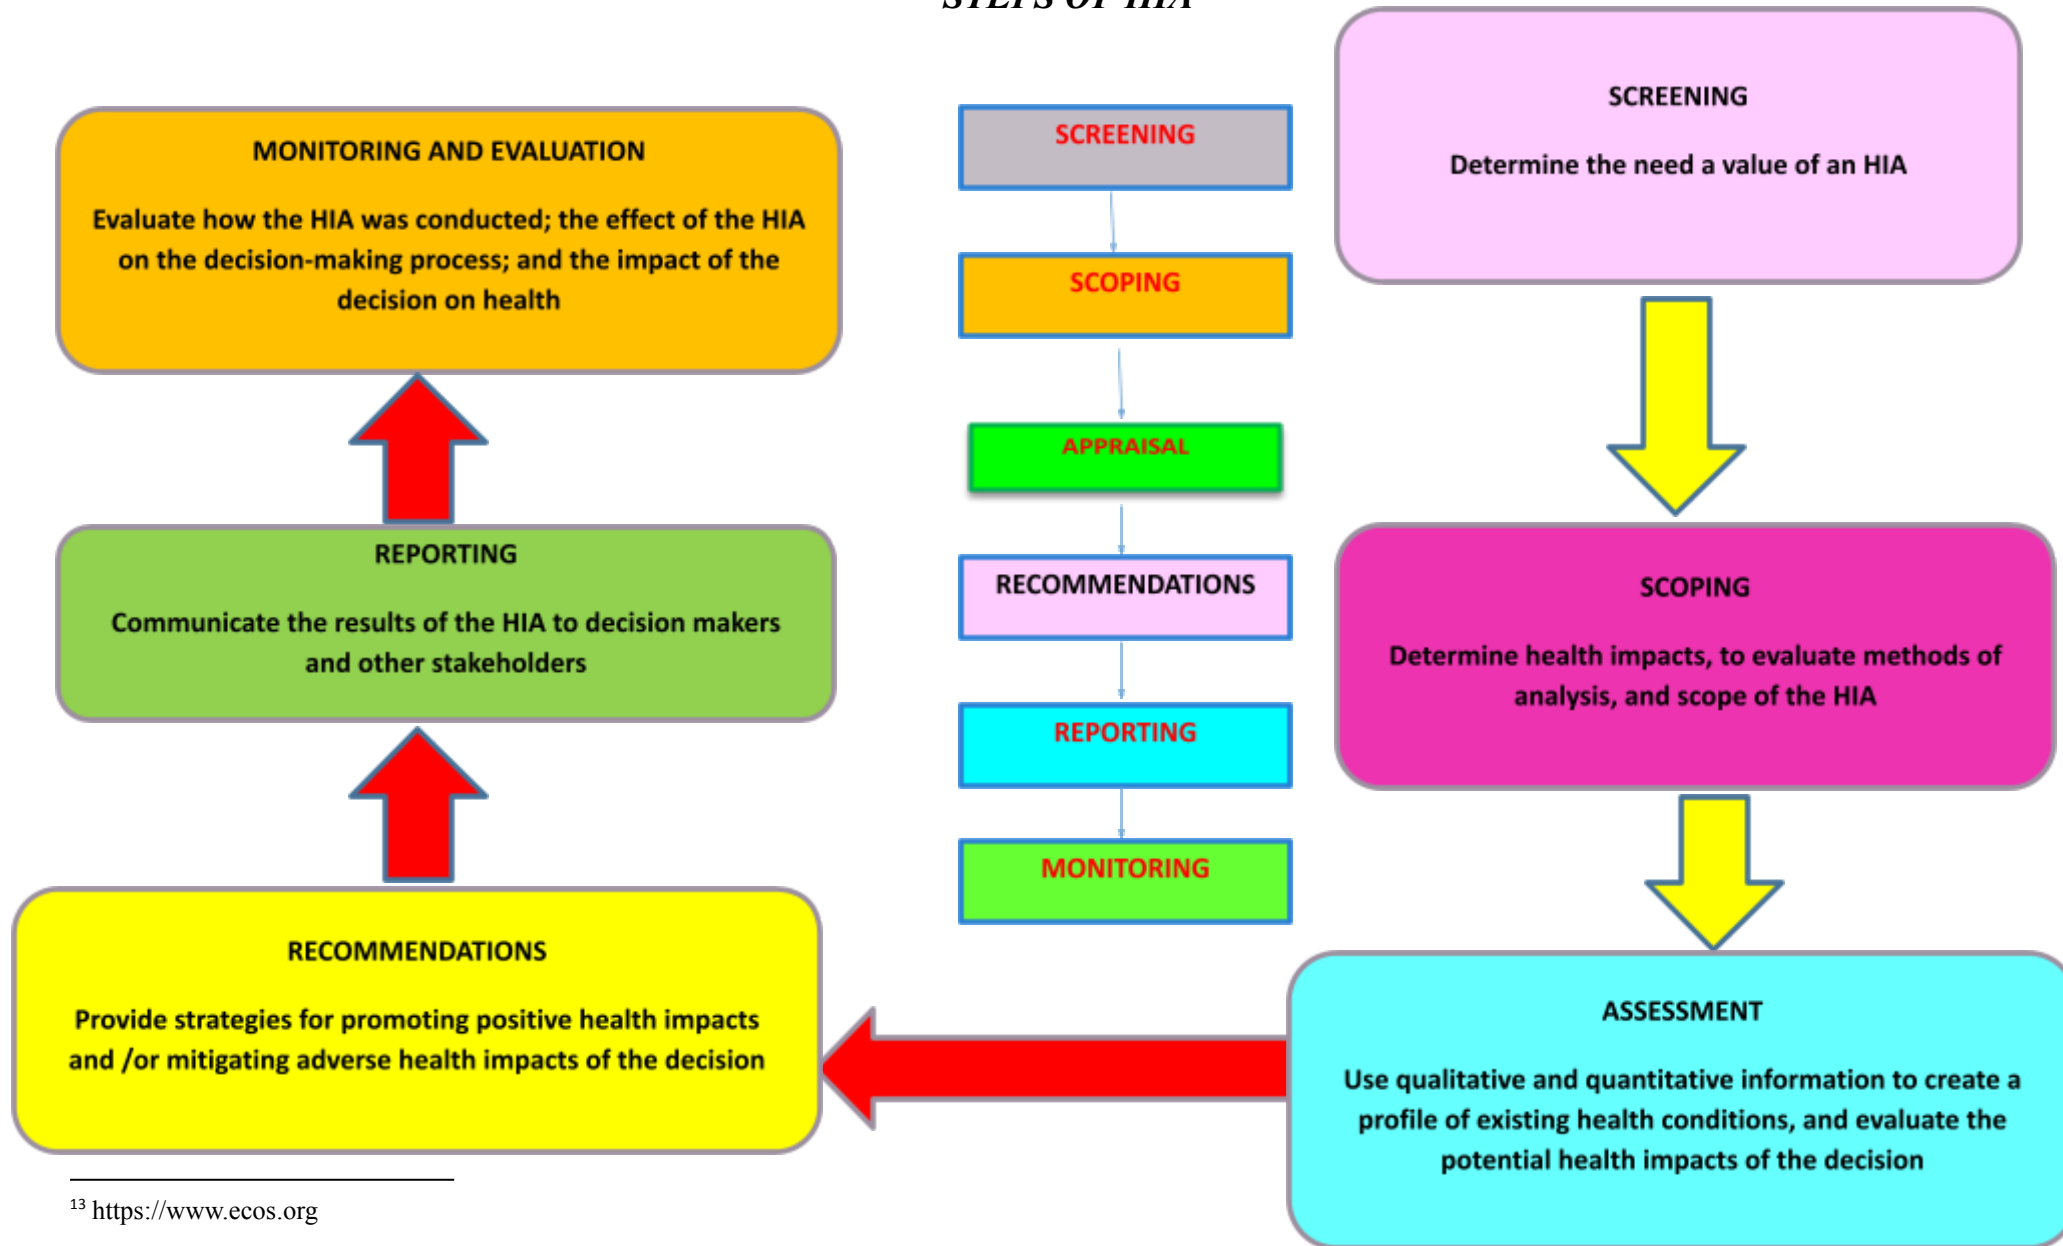 STEPS OF HIA
SCREENING
Determine the need a value of an HIA
SCOPING
Determine health impacts, to evaluate methods of
analysis, and scope of the HIA
ASSESSMENT
Use qualitative and quantitative information to create a
profile of existing health conditions, and evaluate the
potential health impacts of the decision
RECOMMENDATIONS
Provide strategies for promoting positive health impacts
and /or mitigating adverse health impacts of the decision
REPORTING
Communicate the results of the HIA to decision makers
and other stakeholders
MONITORING AND EVALUATION
Evaluate how the HIA was conducted; the effect of the HIA
on the decision-making process; and the impact of the
decision on health
SCREENING
SCOPING
APPRAISAL
RECOMMENDATIONS
REPORTING
MONITORING
13 https://www.ecos.org